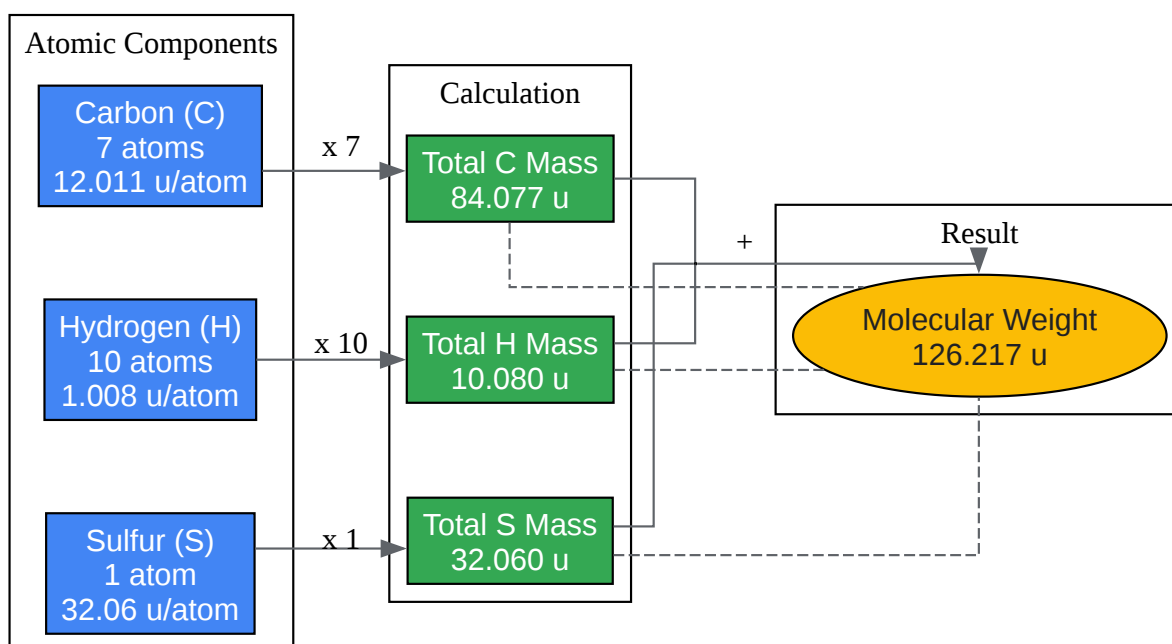 Atomic Components
Carbon (C)
7 atoms
12.011 u/atom
Hydrogen (H)
10 atoms
1.008 u/atom
Sulfur (S)
1 atom
32.06 u/atom
x 7
x 10
x 1
Calculation
Total C Mass
84.077 u
Total H Mass
10.080 u
Total S Mass
32.060 u
+
Result
Molecular Weight
126.217 u